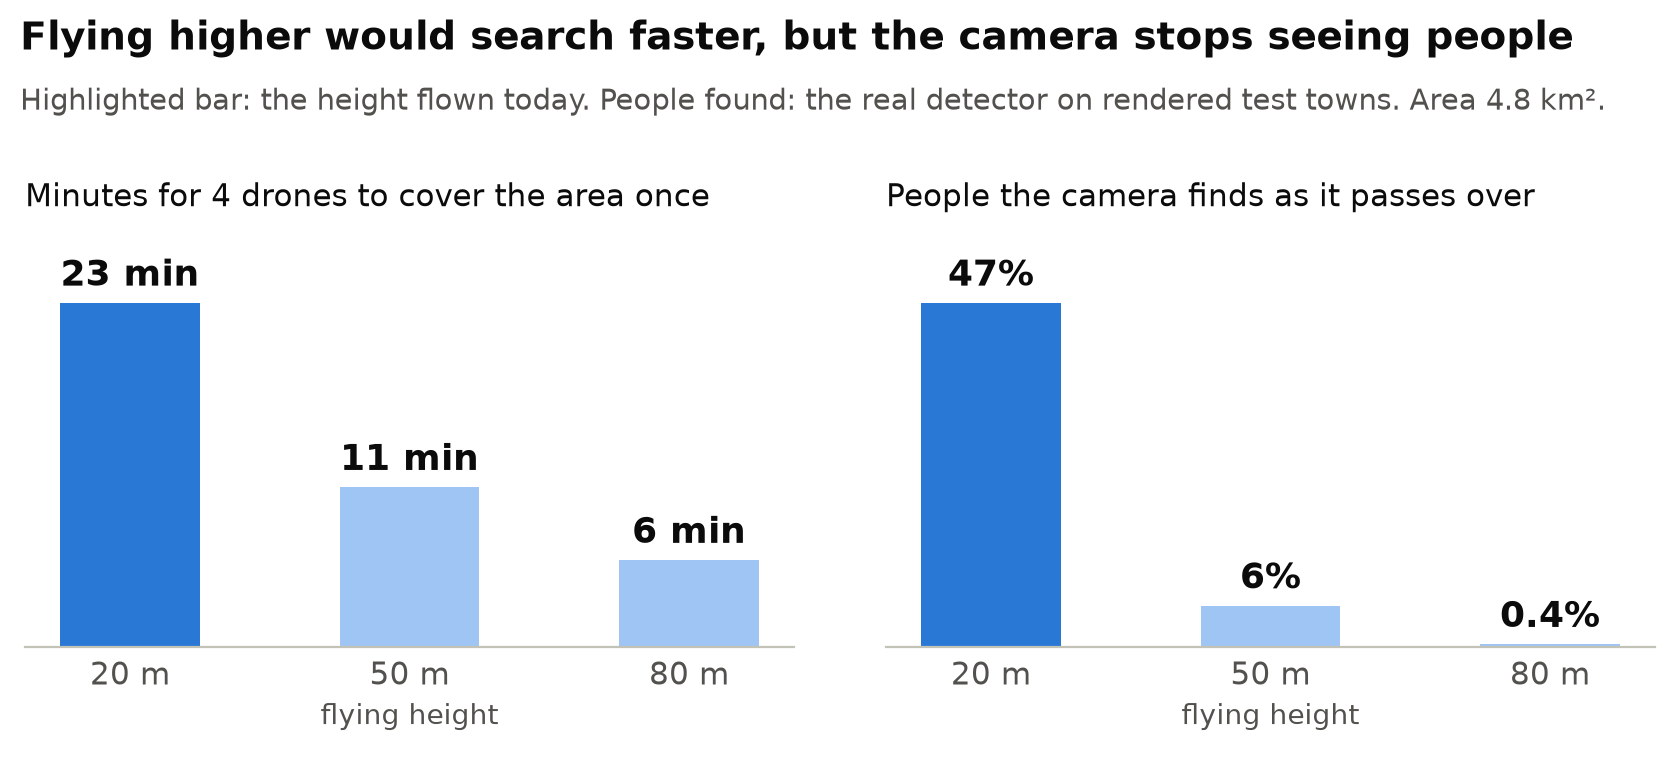 Flying higher would search faster, but the camera stops seeing people
Highlighted bar: the height flown today. People found: the real detector on rendered test towns. Area 4.8 km².
Minutes for 4 drones to cover the area once
23 min
11 min
6 min
20 m
50 m
80 m
flying height
People the camera finds as it passes over
47%
6%
0.4%
20 m
50 m
80 m
flying height